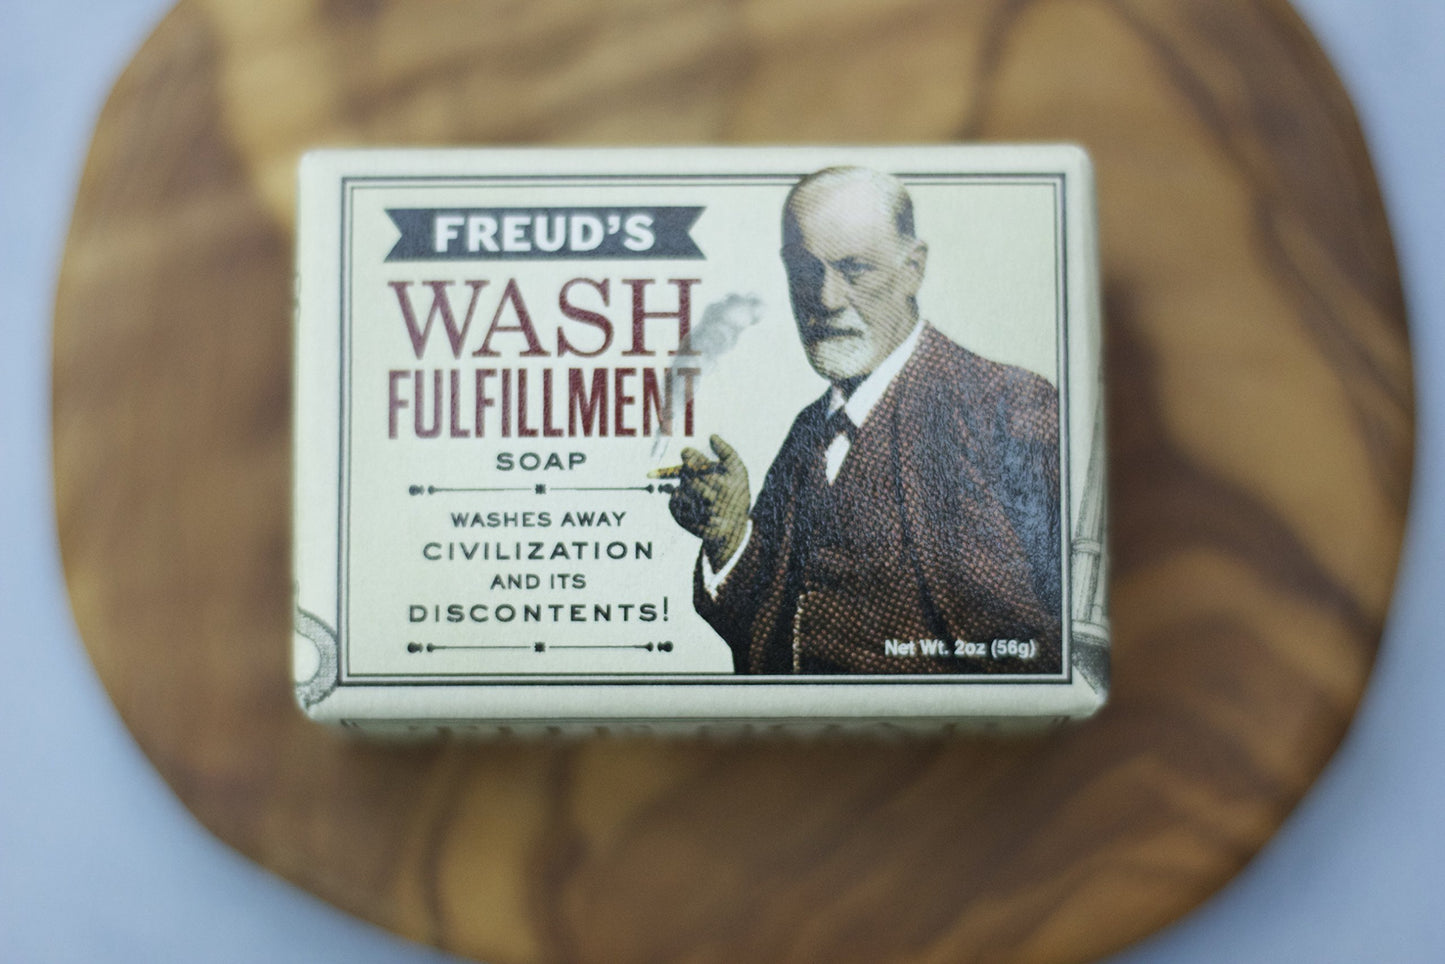 FREUD'S
WASH
FULFILLMENT
SOAP
WASHES AWAY
CIVILIZATION
AND ITS
DISCONTENTS!
Net Wt. 2oz (56g)